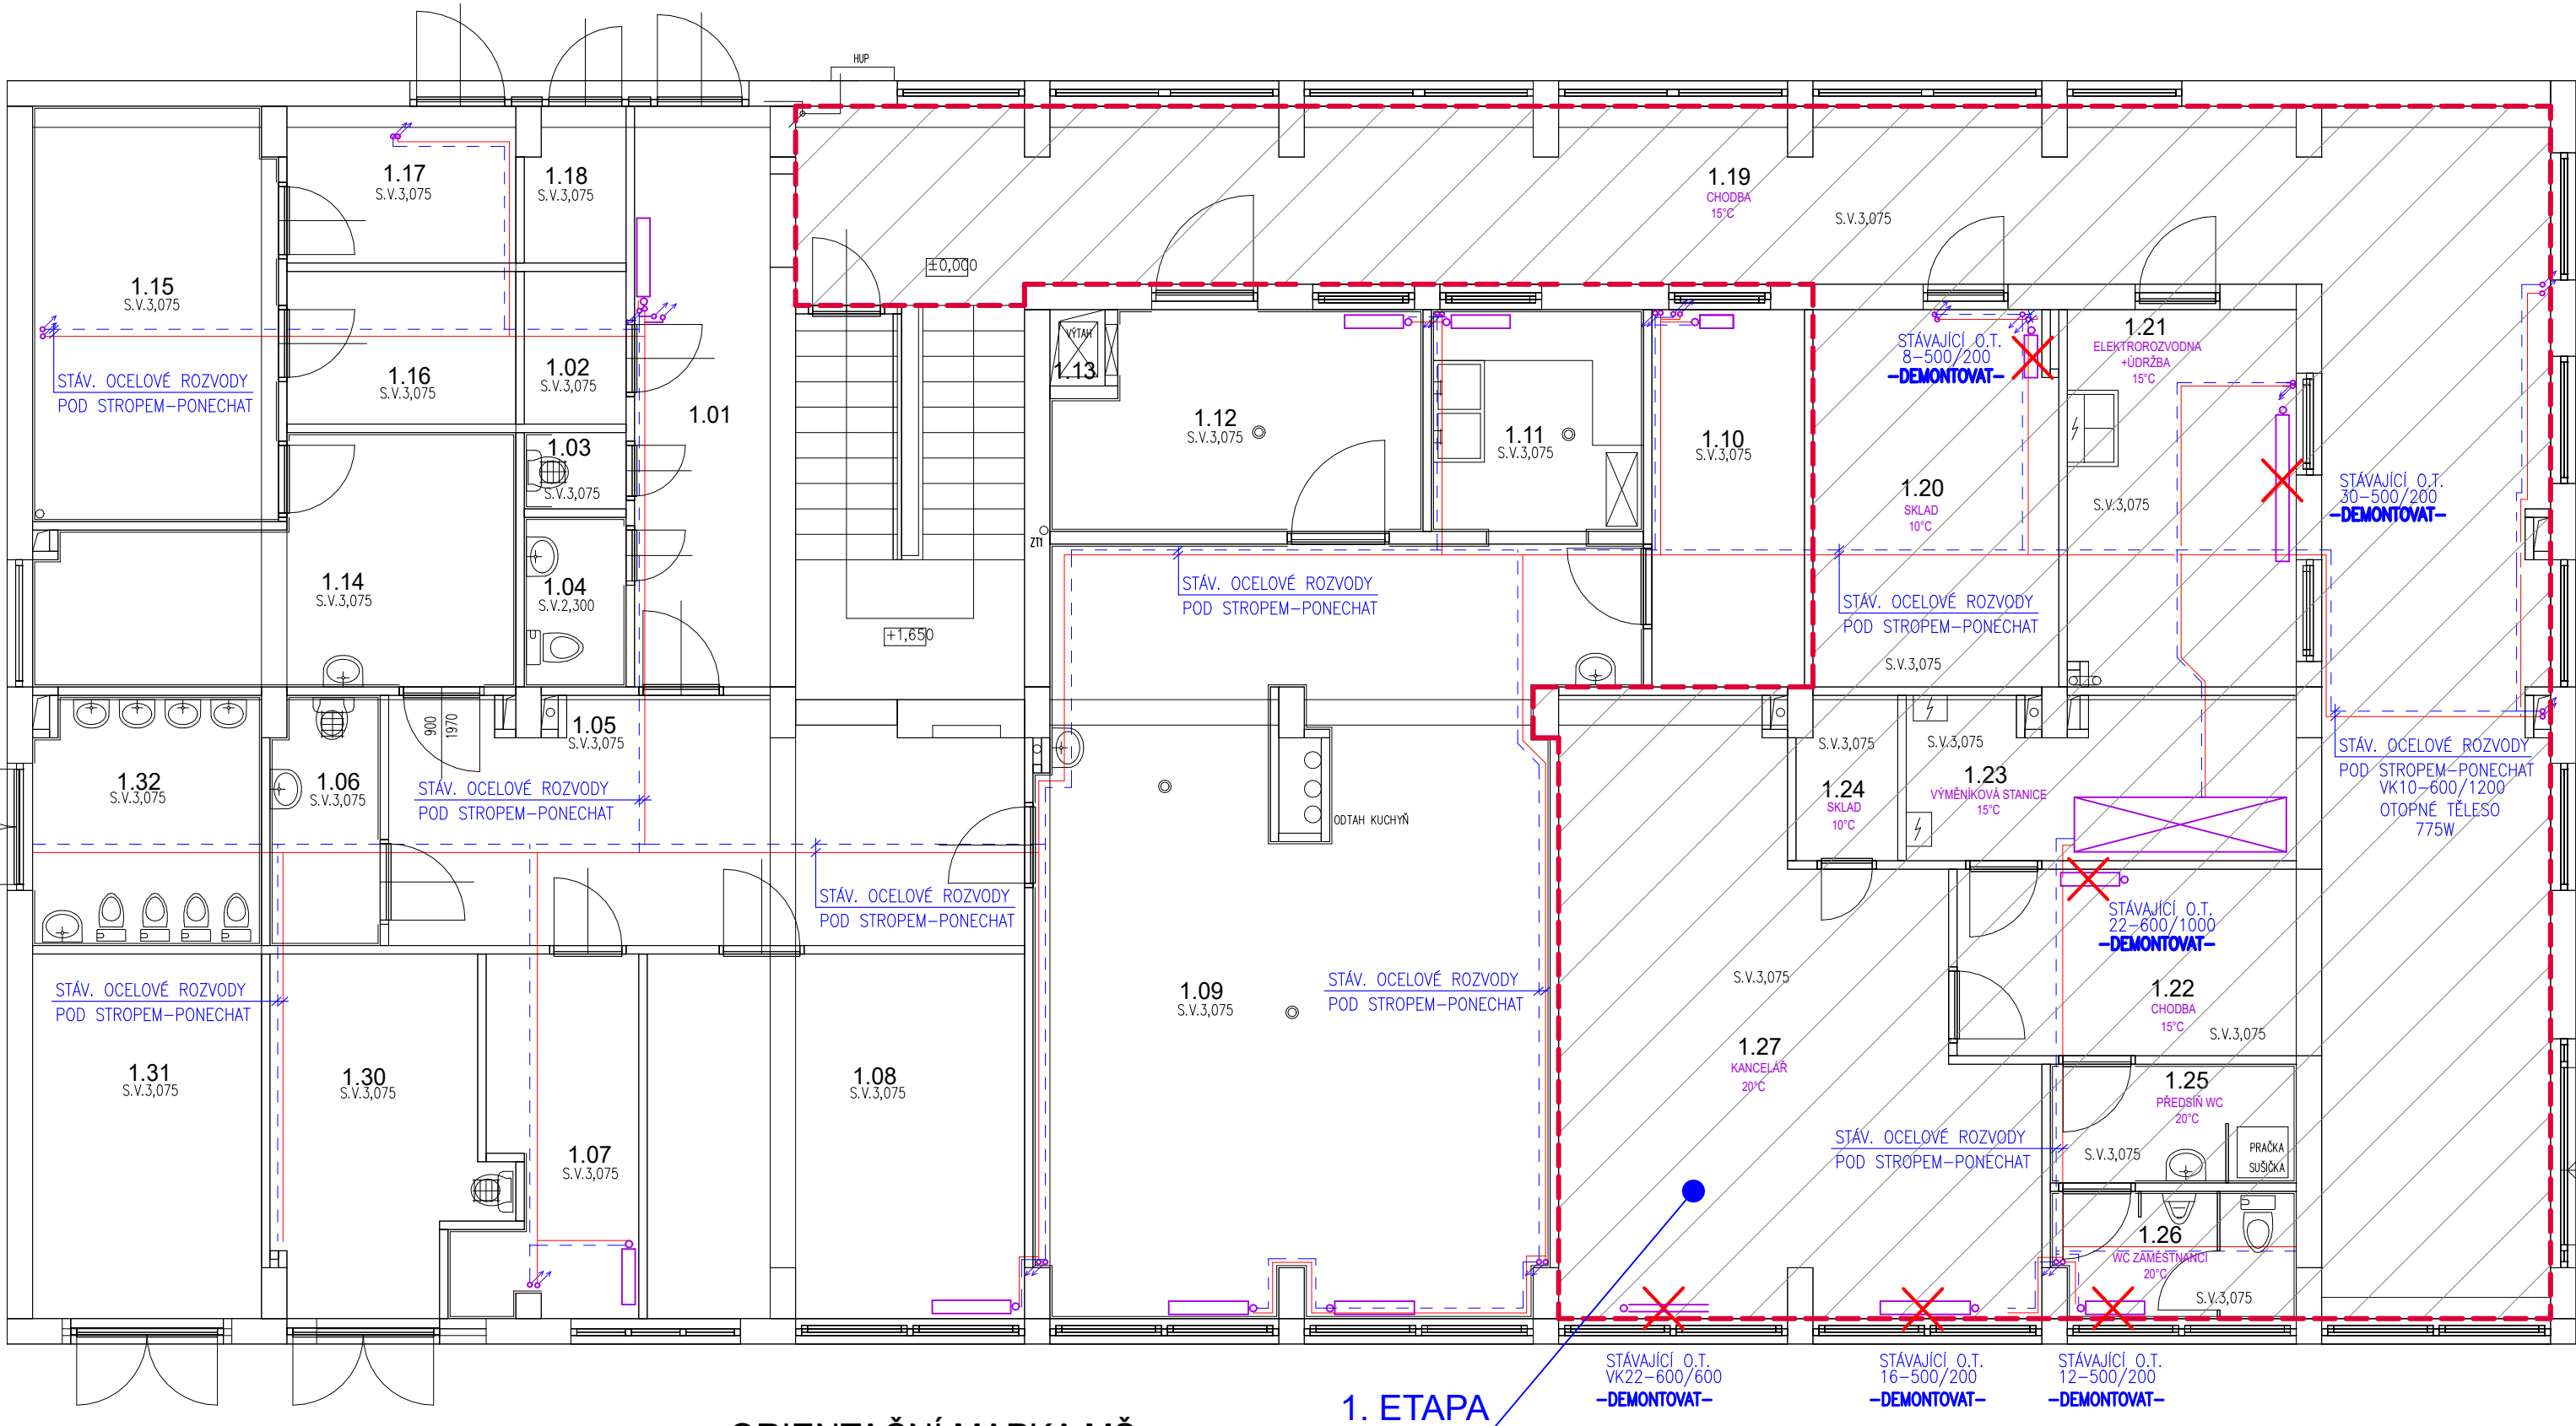 HUP
1.17
S.V.3,075
1.18
S.V.3,075
1.19
CHODBA
15°C
S.V.3,075
±0,000
1.15
S.V.3,075
1.16
S.V.3,075
1.02
S.V.3,075
1.01
STÁV. OCELOVÉ ROZVODY
POD STROPEM-PONECHAT
VÝTAH
1.13
1.12
S.V.3,075
1.11
S.V.3,075
1.10
S.V.3,075
STÁVAJÍCÍ O.T.
8-500/200
-DEMONTOVAT-
1.21
ELEKTROROZVODNA
+ÚDRŽBA
15°C
S.V.3,075
1.20
SKLAD
10°C
STÁVAJÍCÍ O.T.
30-500/200
-DEMONTOVAT-
1.03
S.V.3,075
ZTI
1.14
S.V.3,075
1.04
S.V.2,300
+1,650
STÁV. OCELOVÉ ROZVODY
POD STROPEM-PONECHAT
STÁV. OCELOVÉ ROZVODY
POD STROPEM-PONECHAT
S.V.3,075
900
1970
1.05
S.V.3,075
1.32
S.V.3,075
1.06
S.V.3,075
STÁV. OCELOVÉ ROZVODY
POD STROPEM-PONECHAT
ODTAH KUCHYŇ
S.V.3,075
1.24
SKLAD
10°C
S.V.3,075
1.23
VÝMĚNÍKOVÁ STANICE
15°C
STÁV. OCELOVÉ ROZVODY
POD STROPEM-PONECHAT
VK10-600/1200
OTOPNÉ TĚLESO
775W
STÁV. OCELOVÉ ROZVODY
POD STROPEM-PONECHAT
STÁVAJÍCÍ O.T.
22-600/1000
-DEMONTOVAT-
STÁV. OCELOVÉ ROZVODY
POD STROPEM-PONECHAT
1.09
S.V.3,075
STÁV. OCELOVÉ ROZVODY
POD STROPEM-PONECHAT
S.V.3,075
1.22
CHODBA
15°C
S.V.3,075
1.31
S.V.3,075
1.30
S.V.3,075
1.08
S.V.3,075
1.27
KANCELÁŘ
20°C
1.25
PŘEDSÍŇ WC
20°C
S.V.3,075
PRAČKA
SUŠIČKA
STÁV. OCELOVÉ ROZVODY
POD STROPEM-PONECHAT
1.07
S.V.3,075
1.26
WC ZAMĚSTNANCI
20°C
S.V.3,075
STÁVAJÍCÍ O.T.
VK22-600/600
-DEMONTOVAT-
STÁVAJÍCÍ O.T.
16-500/200
-DEMONTOVAT-
STÁVAJÍCÍ O.T.
12-500/200
-DEMONTOVAT-
1. ETAPA